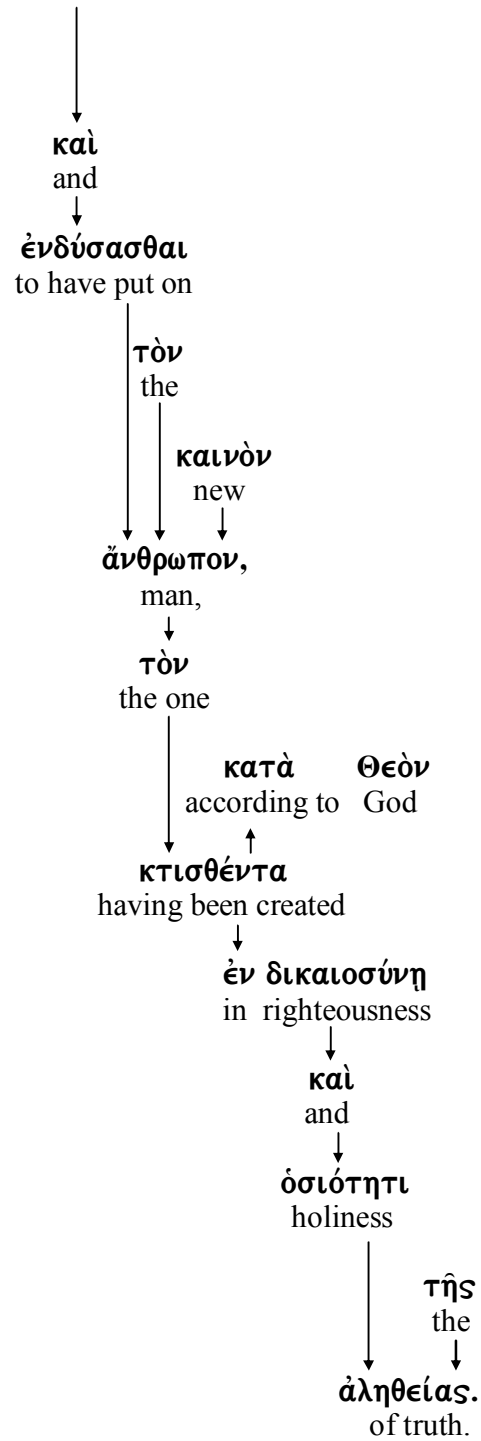 καὶ
and
ἐνδύσασθαι
to have put on
τὸν
the
καινὸν
new
ἄνθρωπον,
man,
τὸν
the one
κατὰ Θεὸν
according to God
κτισθέντα
having been created
ἐν δικαιοσύνῃ
in righteousness
καὶ
and
ὁσιότητι
holiness
τῆς
the
ἀληθείας.
of truth.